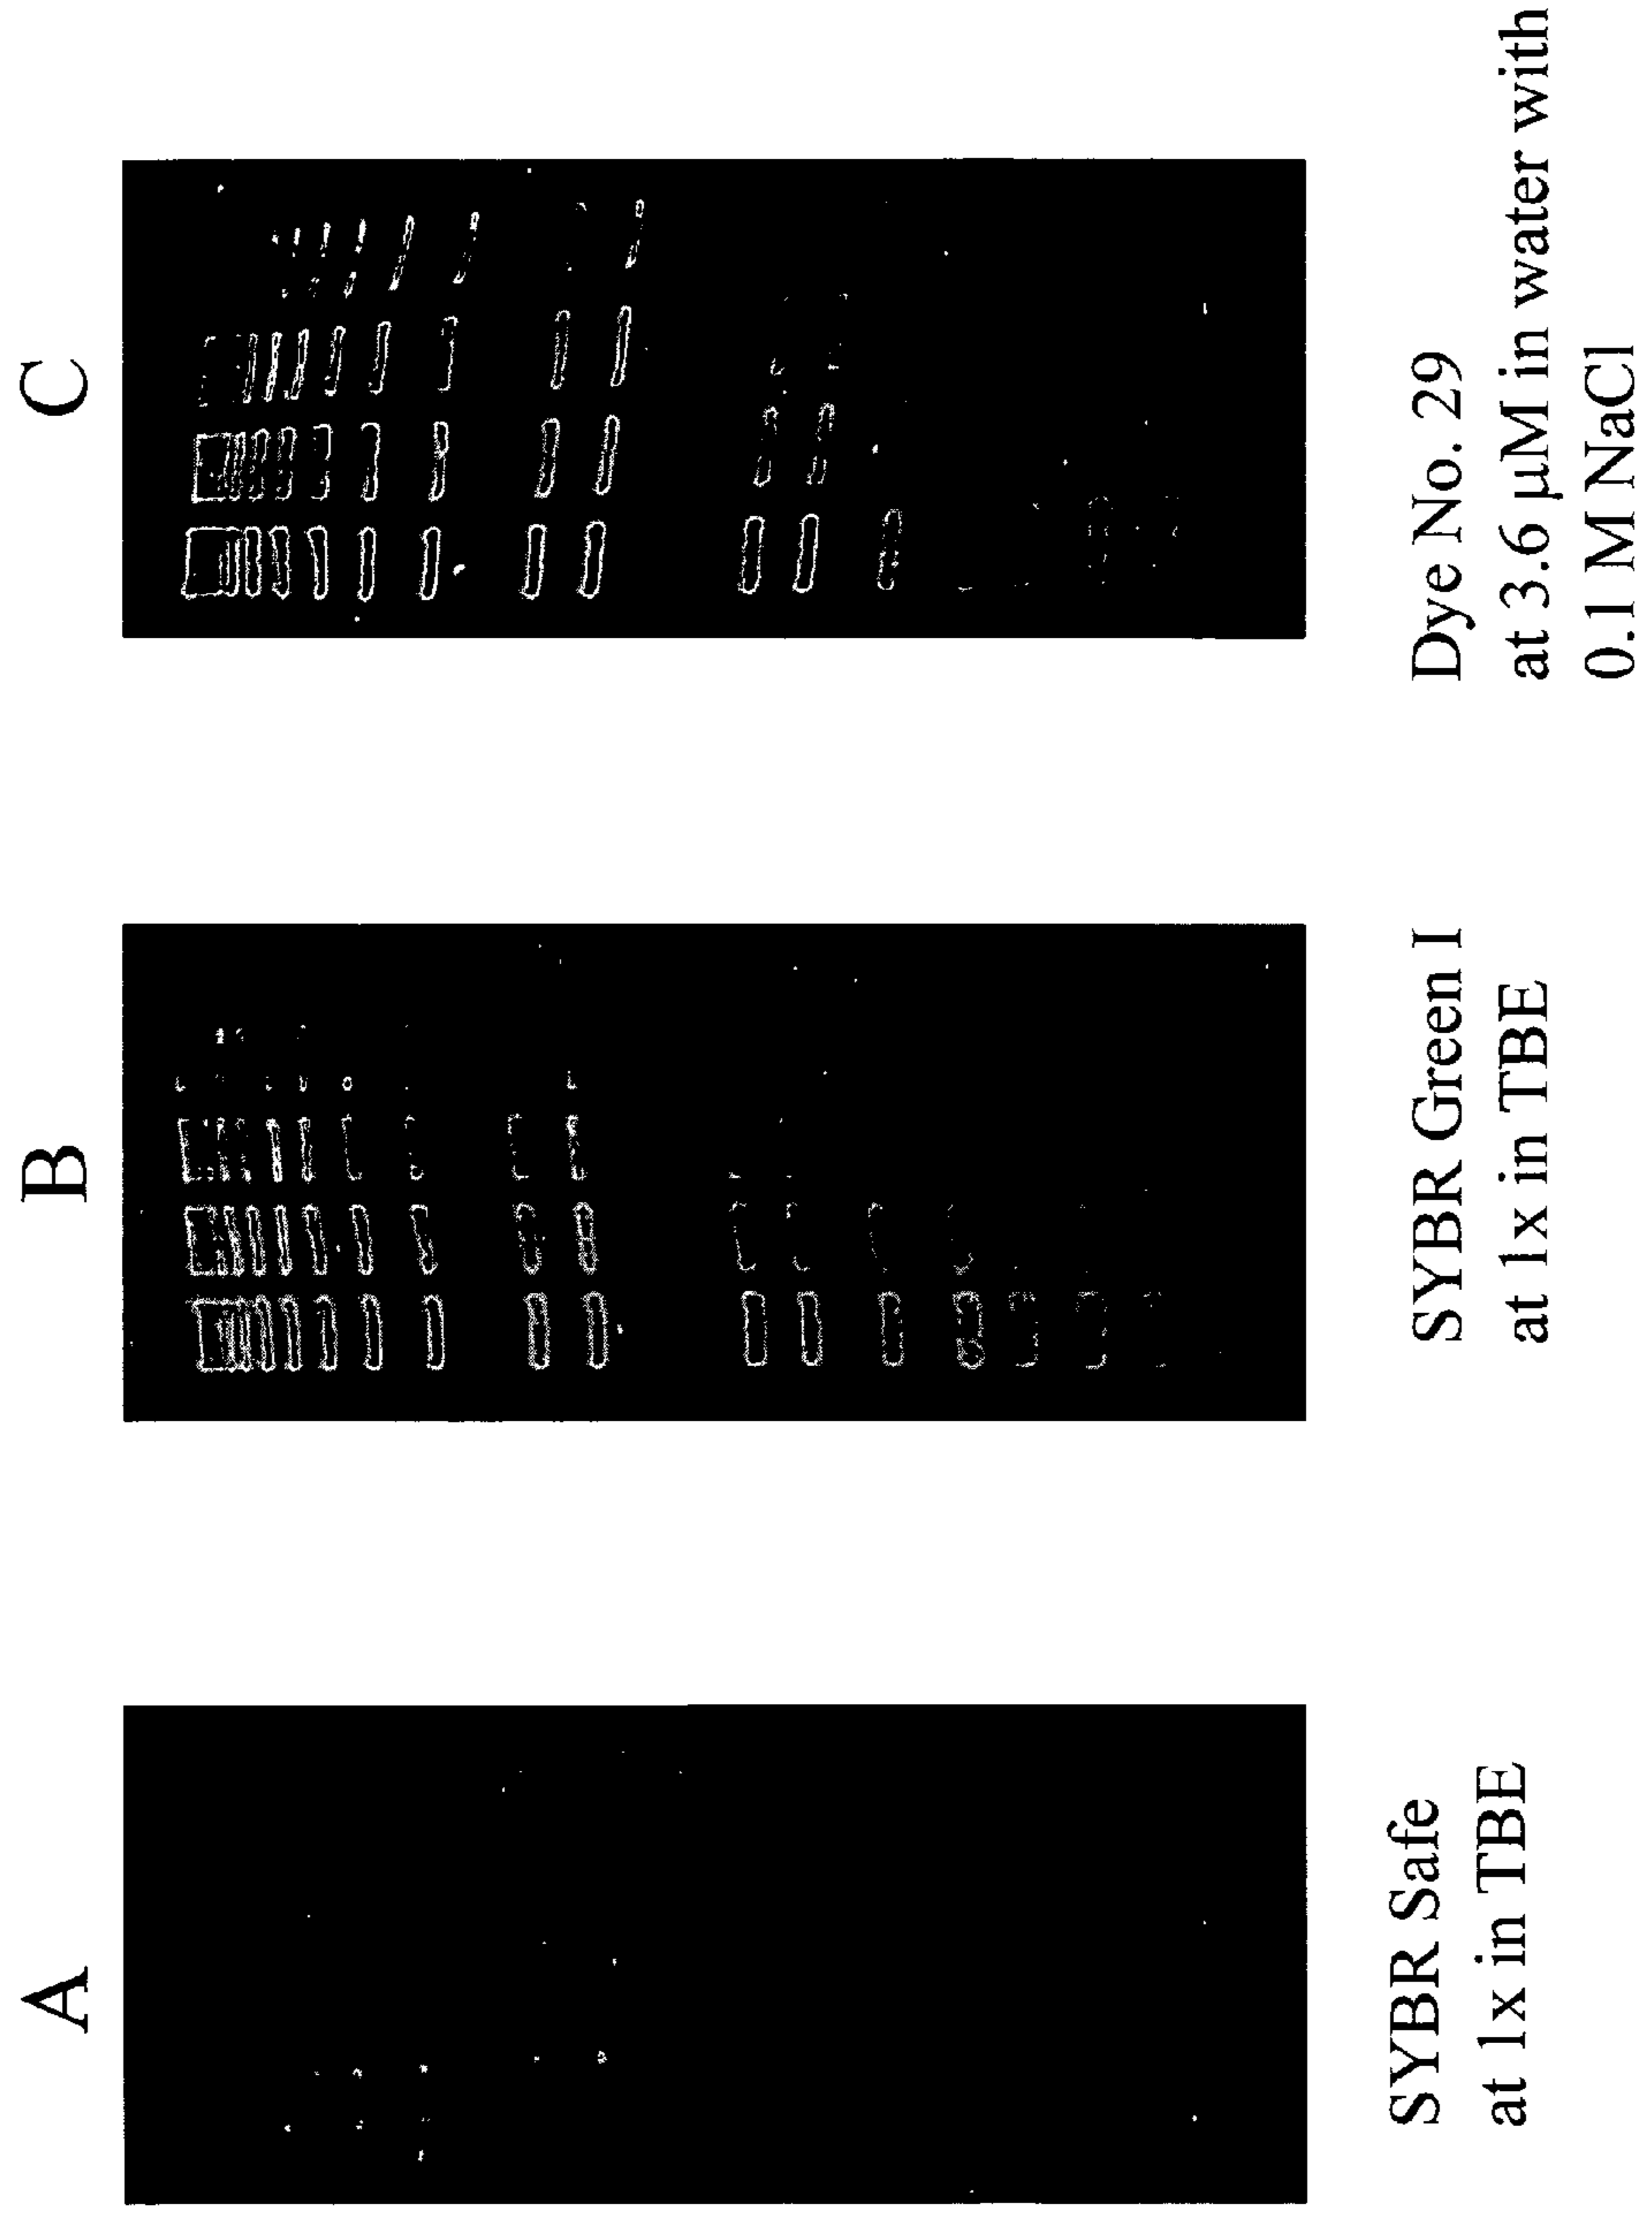 A
B
C
SYBR Safe
at 1x in TBE
SYBR Green I
at 1x in TBE
Dye No. 29
at 3.6 µM in water with
0.1 M NaCl